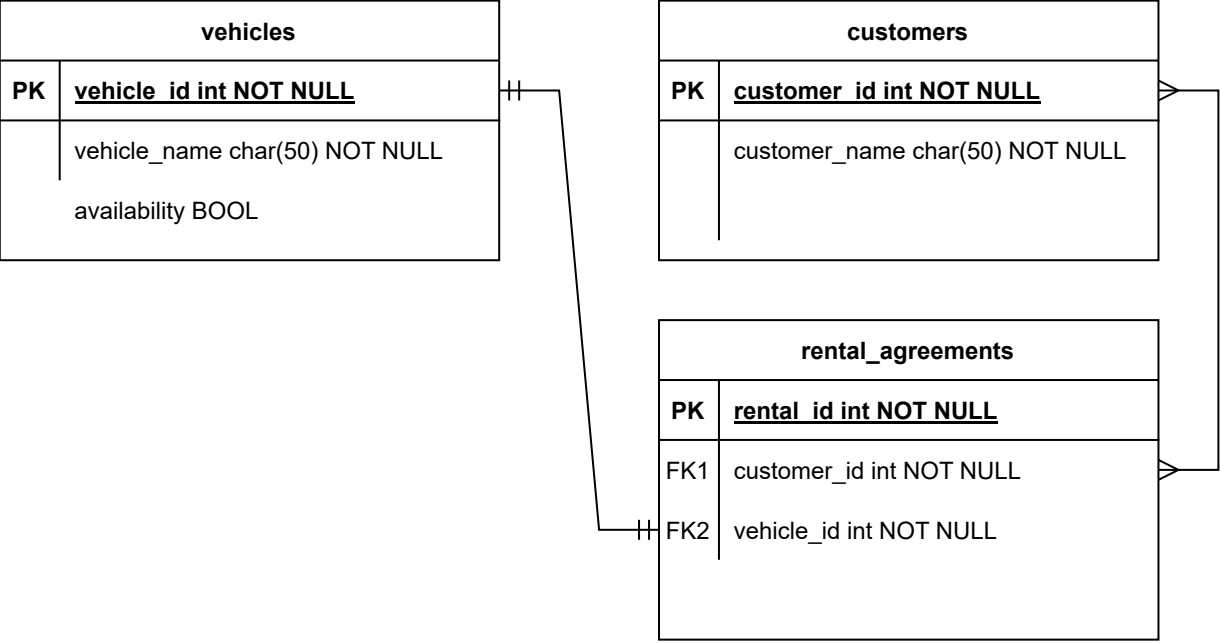 vehicles
PK vehicle_id int NOT NULL
vehicle_name char(50) NOT NULL
availability BOOL
customers
PK customer_id int NOT NULL
customer_name char(50) NOT NULL
rental_agreements
PK rental_id int NOT NULL
FK1 customer_id int NOT NULL
FK2 vehicle_id int NOT NULL